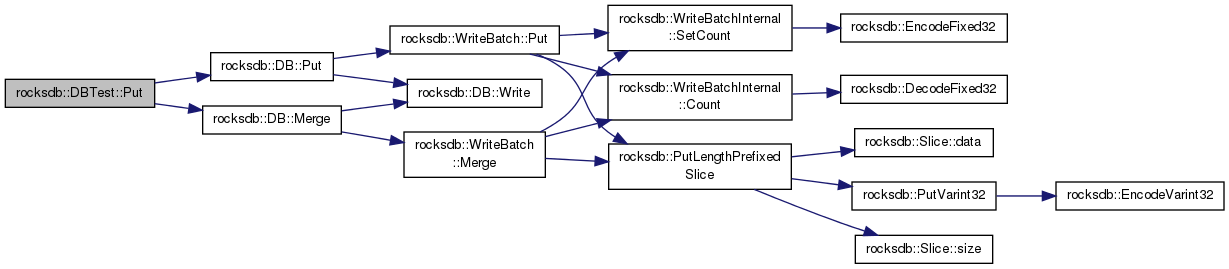 rocksdb::DBTest::Put
rocksdb::DB::Put
rocksdb::DB::Merge
rocksdb::WriteBatch::Put
rocksdb::DB::Write
rocksdb::WriteBatch
::Merge
rocksdb::WriteBatchInternal
::SetCount
rocksdb::WriteBatchInternal
::Count
rocksdb::PutLengthPrefixed
Slice
rocksdb::EncodeFixed32
rocksdb::DecodeFixed32
rocksdb::Slice::data
rocksdb::PutVarint32
rocksdb::Slice::size
rocksdb::EncodeVarint32